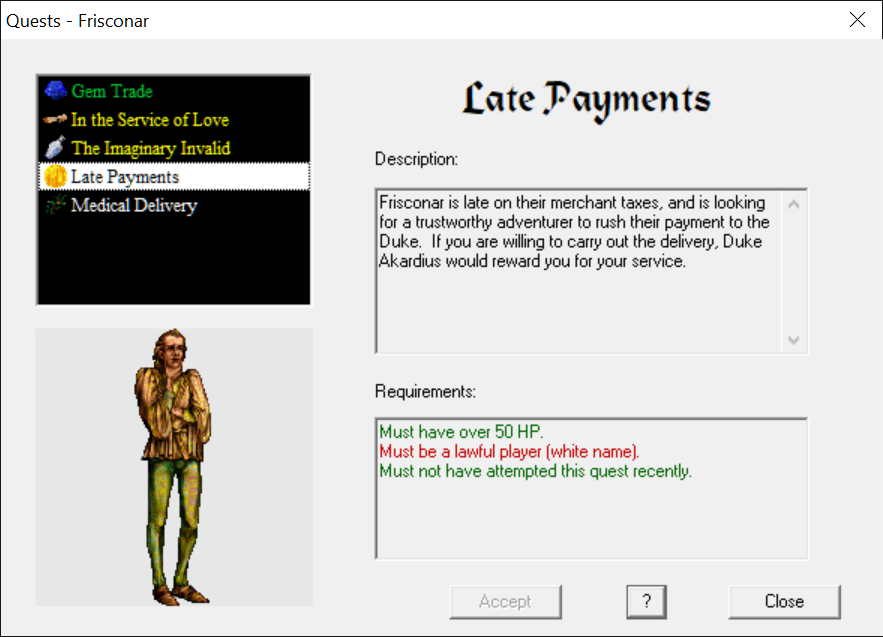 Quests - Frisconar
Gem Trade
In the Service of Love
The Imaginary Invalid
Late Payments
Medical Delivery
Late Payments
Description:
Frisconar is late on their merchant taxes, and is looking
for a trustworthy adventurer to rush their payment to the
Duke.  If you are willing to carry out the delivery, Duke
Akardius would reward you for your service.
Requirements:
Must have over 50 HP.
Must be a lawful player (white name).
Must not have attempted this quest recently.
Accept
?
Close